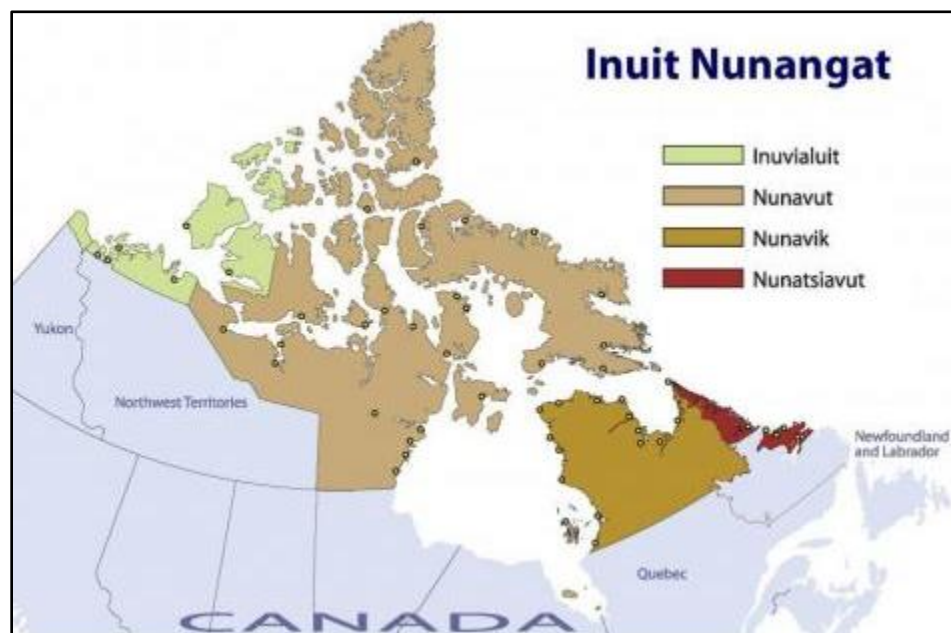 Inuit Nunangat
Inuvialuit
Nunavut
Nunavik
Nunatsiavut
Yukon
Northwest Territories
Newfoundland
and Labrador
Quebec
CANADA